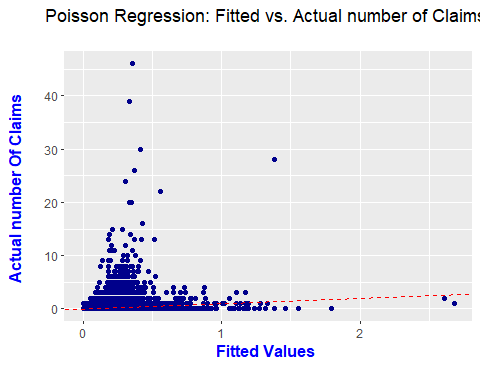 Poisson Regression: Fitted vs. Actual number of Claims
Actual number Of Claims
40
30
20
10
0
0
1
2
Fitted Values